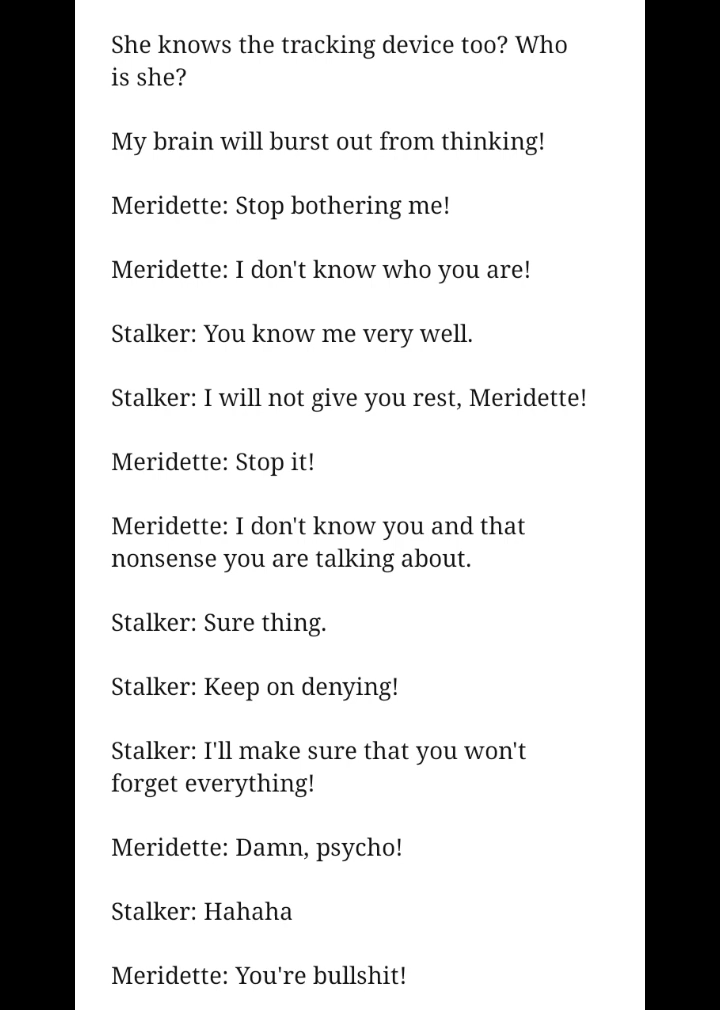 She knows the tracking device too? Who
is she?
My brain will burst out from thinking!
Meridette: Stop bothering me!
Meridette: I don't know who you are!
Stalker: You know me very well.
Stalker: I will not give you rest, Meridette!
Meridette: Stop it!
Meridette: I don't know you and that
nonsense you are talking about.
Stalker: Sure thing.
Stalker: Keep on denying!
Stalker: I'll make sure that you won't
forget everything!
Meridette: Damn, psycho!
Stalker: Hahaha
Meridette: You're bullshit!